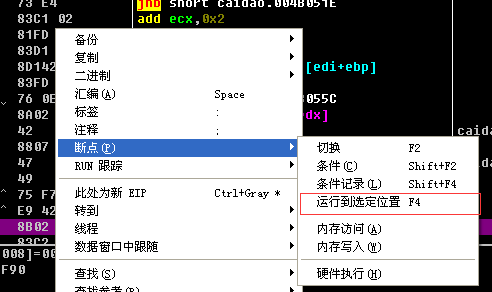 73 E4 jnb short caidao.004B051E
83C1 02 add ecx,0x2
81FD
83D1
8D142 [edi+ebp]
83FD
76 0E 055C
8A02 dx]
42
8807
47
49
75 F7
E9 42
8B02
83C2
008]=00
F90
备份
复制
二进制
汇编(A) Space
标签 :
注释 ;
断点(P)
RUN 跟踪
此处为新 EIP Ctrl+Gray *
转到
线程
数据窗口中跟随
查找(S)
查找参考(R)
切换 F2
条件(C) Shift+F2
条件记录(L) Shift+F4
运行到选定位置 F4
内存访问(A)
内存写入(W)
硬件执行(H)
caida